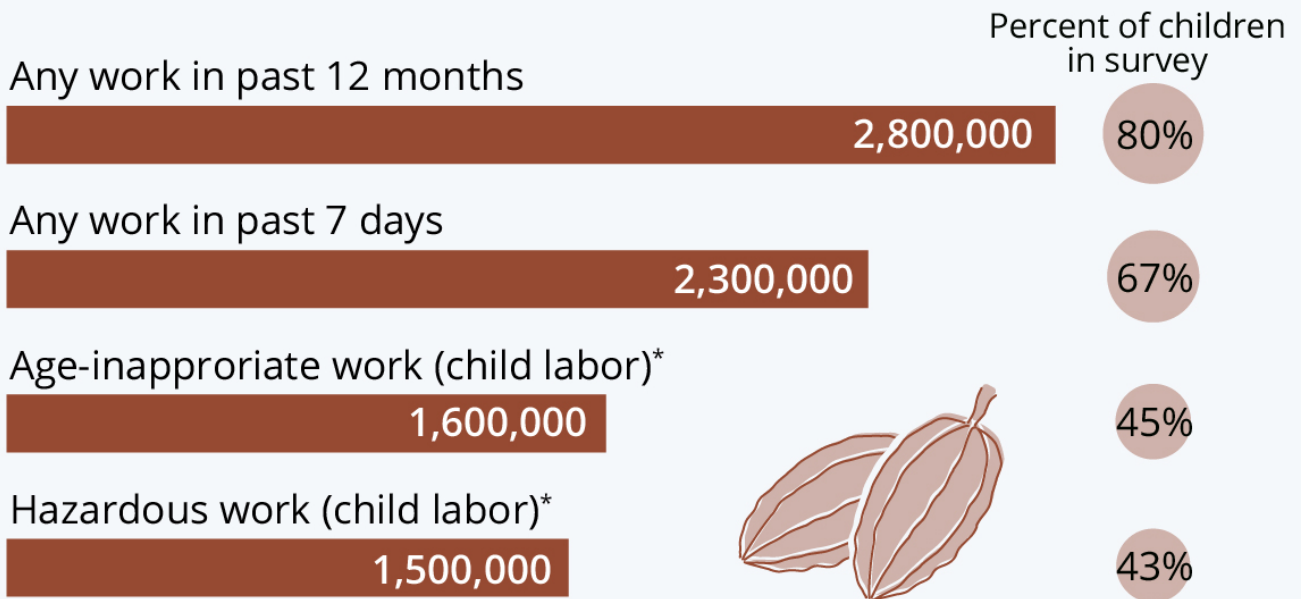 Percent of children
in survey
Any work in past 12 months
2,800,000
80%
Any work in past 7 days
2,300,000
67%
Age-inapproriate work (child labor)*
1,600,000
45%
Hazardous work (child labor)*
1,500,000
43%